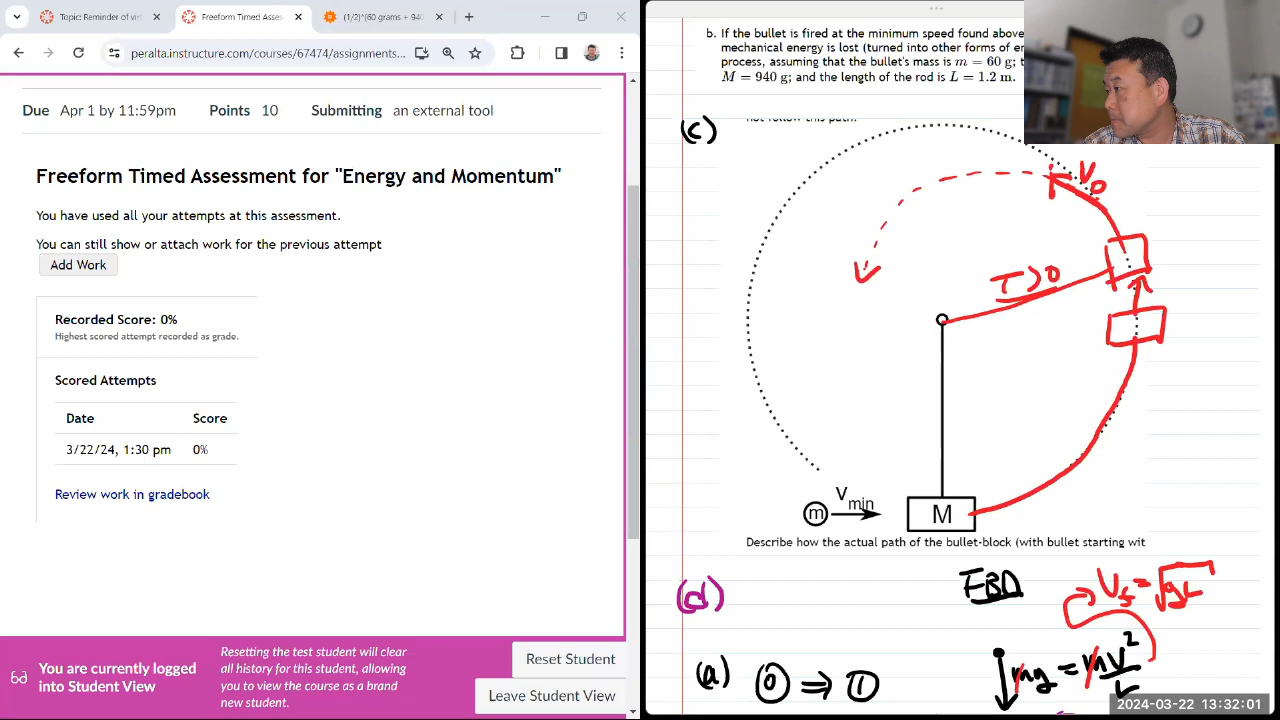 Topic Reminder of vi
Freeform Timed Asses
(1/2)*(60 grams + 940
peralta.instructure.com/courses/67474/assignments...
Due Apr 1 by 11:59pm Points 10 Submitting an external tool
Freeform Timed Assessment for "Energy and Momentum"
You have used all your attempts at this assessment.
You can still show or attach work for the previous attempt
Add Work
Recorded Score: 0%
Highest scored attempt recorded as grade.
Scored Attempts
Date Score
3/22/24, 1:30 pm 0%
Review work in gradebook
You are currently logged into Student View
Resetting the test student will clear
all history for this student, allowing
you to view the course as a brand
new student.
Reset Student
Leave Student View
b. If the bullet is fired at the minimum speed found above
mechanical energy is lost (turned into other forms of en
process, assuming that the bullet's mass is m = 60 g; t
M = 940 g; and the length of the rod is L = 1.2 m.
(c)
not follow this path.
V0
T>0
Vmin
m
M
Describe how the actual path of the bullet-block (with bullet starting wit
(d)
FBD
Vf = √gL
(a) ⓪ ⇒ ①
mg = mv²/L
2024-03-22 13:32:01